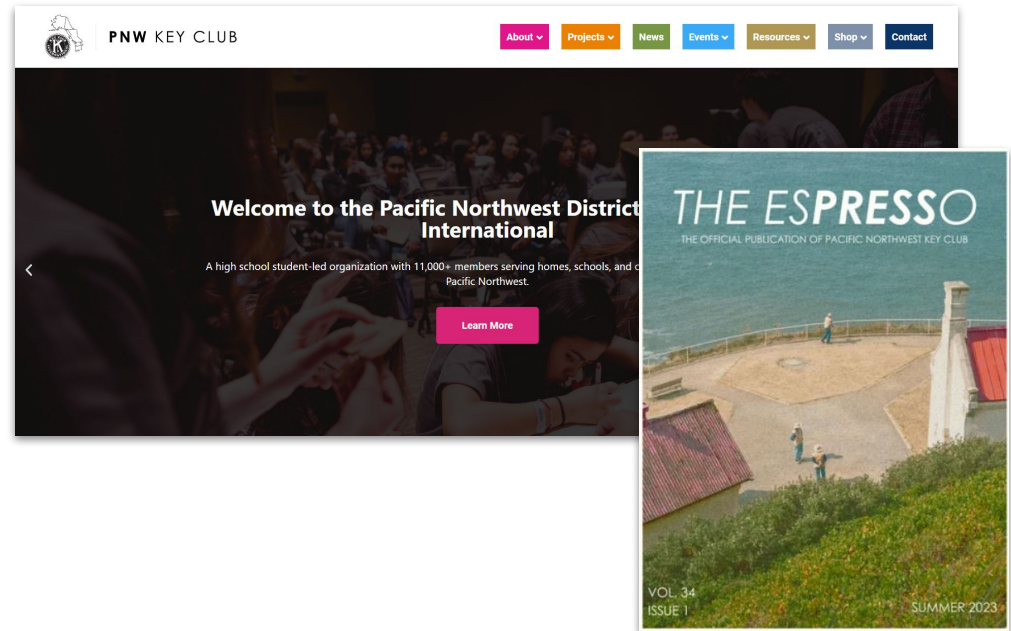 PNW KEY CLUB
About
Projects
News
Events
Resources
Shop
Contact
Welcome to the Pacific Northwest District
International
A high school student-led organization with 11,000+ members serving homes, schools, and c
Pacific Northwest.
Learn More
K
THE ESPRESSO
THE OFFICIAL PUBLICATION OF PACIFIC NORTHWEST KEY CLUB
VOL. 34
ISSUE 1
SUMMER 2023